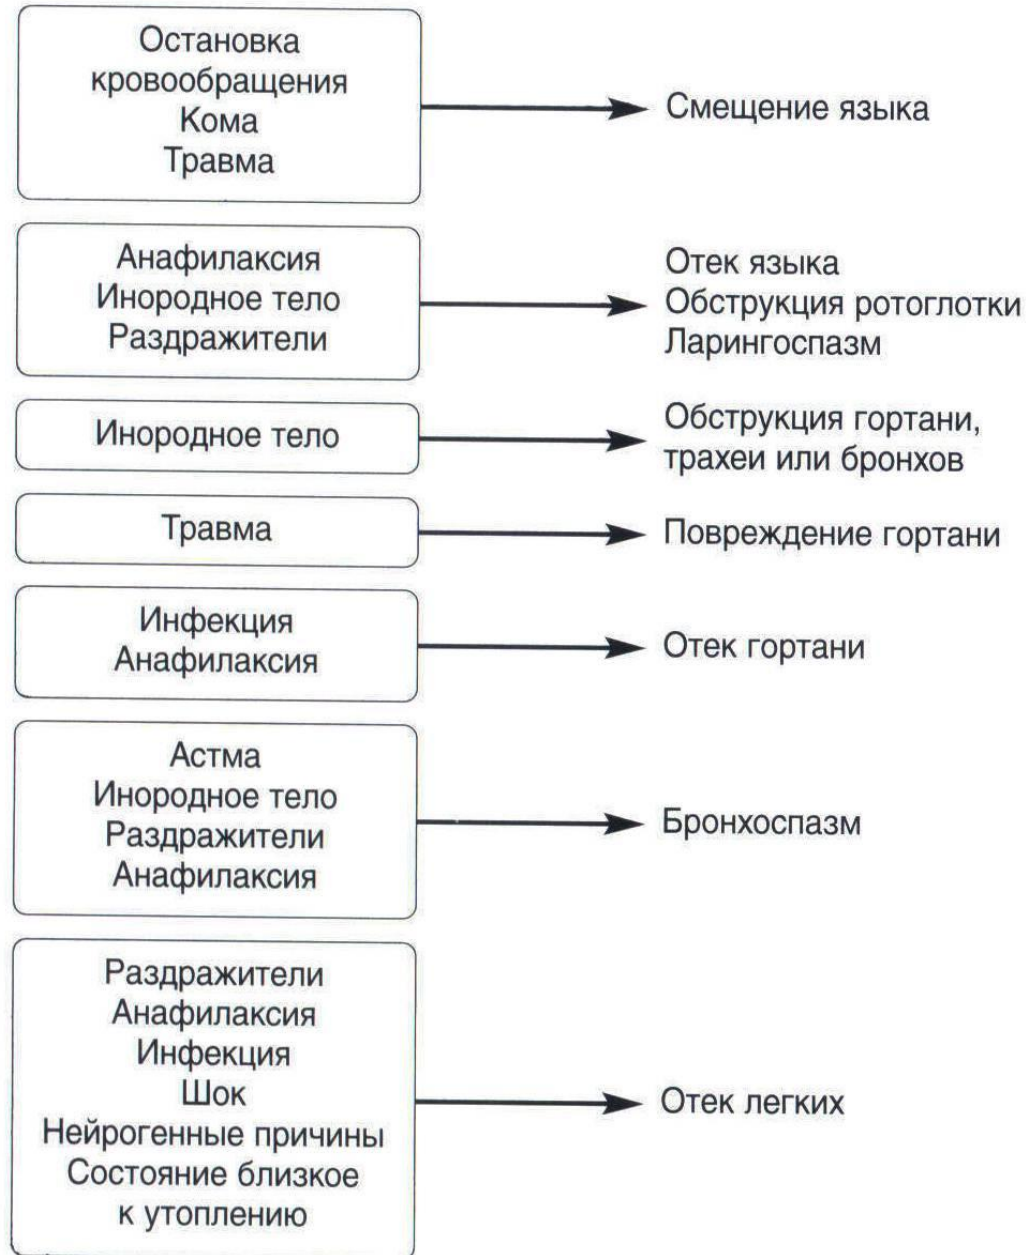 Остановка
кровообращения
Кома
Травма
Смещение языка
Анафилаксия
Инородное тело
Раздражители
Отек языка
Обструкция ротоглотки
Ларингоспазм
Инородное тело
Обструкция гортани,
трахеи или бронхов
Травма
Повреждение гортани
Инфекция
Анафилаксия
Отек гортани
Астма
Инородное тело
Раздражители
Анафилаксия
Бронхоспазм
Раздражители
Анафилаксия
Инфекция
Шок
Нейрогенные причины
Состояние близкое
к утоплению
Отек легких